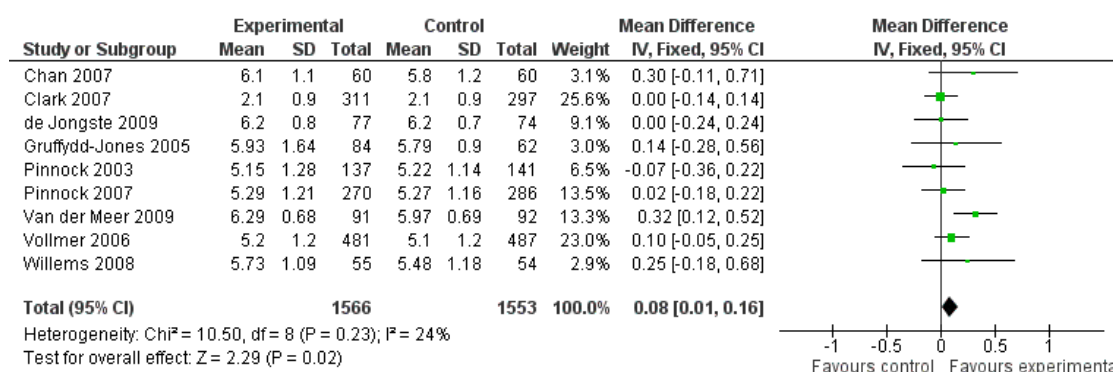 Experimental Control Mean Difference Mean Difference
Study or Subgroup Mean SD Total Mean SD Total Weight IV, Fixed, 95% CI IV, Fixed, 95% CI
Chan 2007 6.1 1.1 60 5.8 1.2 60 3.1% 0.30 [-0.11, 0.71]
Clark 2007 2.1 0.9 311 2.1 0.9 297 25.6% 0.00 [-0.14, 0.14]
de Jongste 2009 6.2 0.8 77 6.2 0.7 74 9.1% 0.00 [-0.24, 0.24]
Gruffydd-Jones 2005 5.93 1.64 84 5.79 0.9 62 3.0% 0.14 [-0.28, 0.56]
Pinnock 2003 5.15 1.28 137 5.22 1.14 141 6.5% -0.07 [-0.36, 0.22]
Pinnock 2007 5.29 1.21 270 5.27 1.16 286 13.5% 0.02 [-0.18, 0.22]
Van der Meer 2009 6.29 0.68 91 5.97 0.69 92 13.3% 0.32 [0.12, 0.52]
Vollmer 2006 5.2 1.2 481 5.1 1.2 487 23.0% 0.10 [-0.05, 0.25]
Willems 2008 5.73 1.09 55 5.48 1.18 54 2.9% 0.25 [-0.18, 0.68]
Total (95% CI) 1566 1553 100.0% 0.08 [0.01, 0.16]
Heterogeneity: Chi² = 10.50, df = 8 (P = 0.23); I² = 24%
Test for overall effect: Z = 2.29 (P = 0.02)
-1 -0.5 0 0.5 1
Favours control Favours experimenta